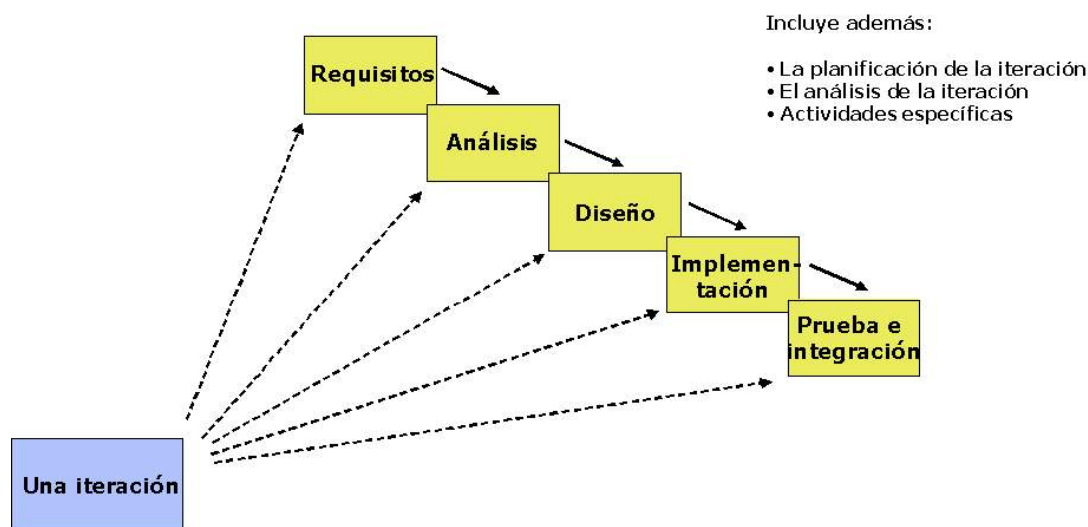 Incluye además:
• La planificación de la iteración
• El análisis de la iteración
• Actividades específicas
Requisitos
Análisis
Diseño
Implemen-
tación
Prueba e
integración
Una iteración